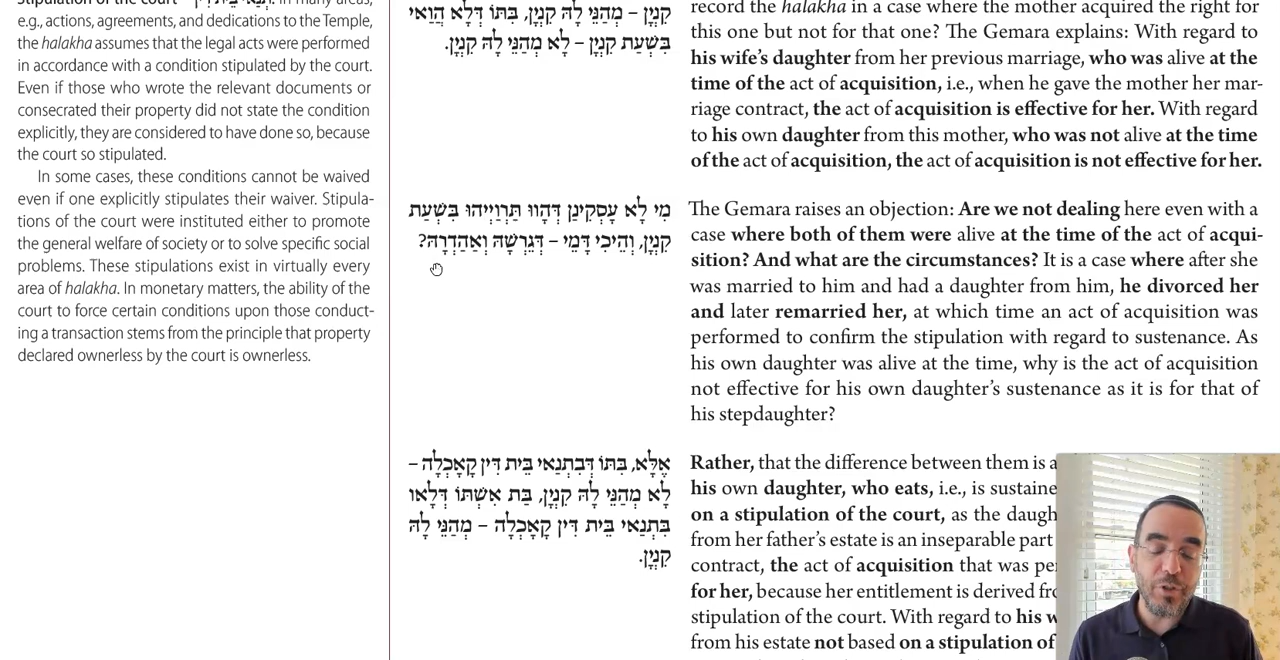 the halakha assumes that the legal acts were performed
in accordance with a condition stipulated by the court.
Even if those who wrote the relevant documents or
consecrated their property did not state the condition
explicitly, they are considered to have done so, because
the court so stipulated.
In some cases, these conditions cannot be waived
even if one explicitly stipulates their waiver. Stipula-
tions of the court were instituted either to promote
the general welfare of society or to solve specific social
problems. These stipulations exist in virtually every
area of halakha. In monetary matters, the ability of the
court to force certain conditions upon those conduct-
ing a transaction stems from the principle that property
declared ownerless by the court is ownerless.
קִנְיָן – מְהַנֵּי לָהּ קִנְיָן, בִּתּוֹ דְּלָא הֲוַאי
בִּשְׁעַת קִנְיָן – לָא מְהַנֵּי לָהּ קִנְיָן.
מִי לָא עָסְקִינַן דְּהָווּ תַּרְוַיְיהוּ בִּשְׁעַת
קִנְיָן, וְהֵיכִי דָּמֵי – דְּגֵרְשָׁהּ וְאַהְדְּרָהּ?
אֶלָּא, בִּתּוֹ דְּבִתְנַאי בֵּית דִּין קָאָכְלָה –
לָא מְהַנֵּי לָהּ קִנְיָן, בַּת אִשְׁתּוֹ דְּלָאו
בִּתְנַאי בֵּית דִּין קָאָכְלָה – מְהַנֵּי לָהּ
קִנְיָן.
record the halakha in a case where the mother acquired the right for
this one but not for that one? The Gemara explains: With regard to
his wife's daughter from her previous marriage, who was alive at the
time of the act of acquisition, i.e., when he gave the mother her mar-
riage contract, the act of acquisition is effective for her. With regard
to his own daughter from this mother, who was not alive at the time
of the act of acquisition, the act of acquisition is not effective for her.
The Gemara raises an objection: Are we not dealing here even with a
case where both of them were alive at the time of the act of acqui-
sition? And what are the circumstances? It is a case where after she
was married to him and had a daughter from him, he divorced her
and later remarried her, at which time an act of acquisition was
performed to confirm the stipulation with regard to sustenance. As
his own daughter was alive at the time, why is the act of acquisition
not effective for his own daughter's sustenance as it is for that of
his stepdaughter?
Rather, that the difference between them is a
his own daughter, who eats, i.e., is sustaine
on a stipulation of the court, as the daugh
from her father's estate is an inseparable part
contract, the act of acquisition that was pe
for her, because her entitlement is derived fro
stipulation of the court. With regard to his w
from his estate not based on a stipulation of